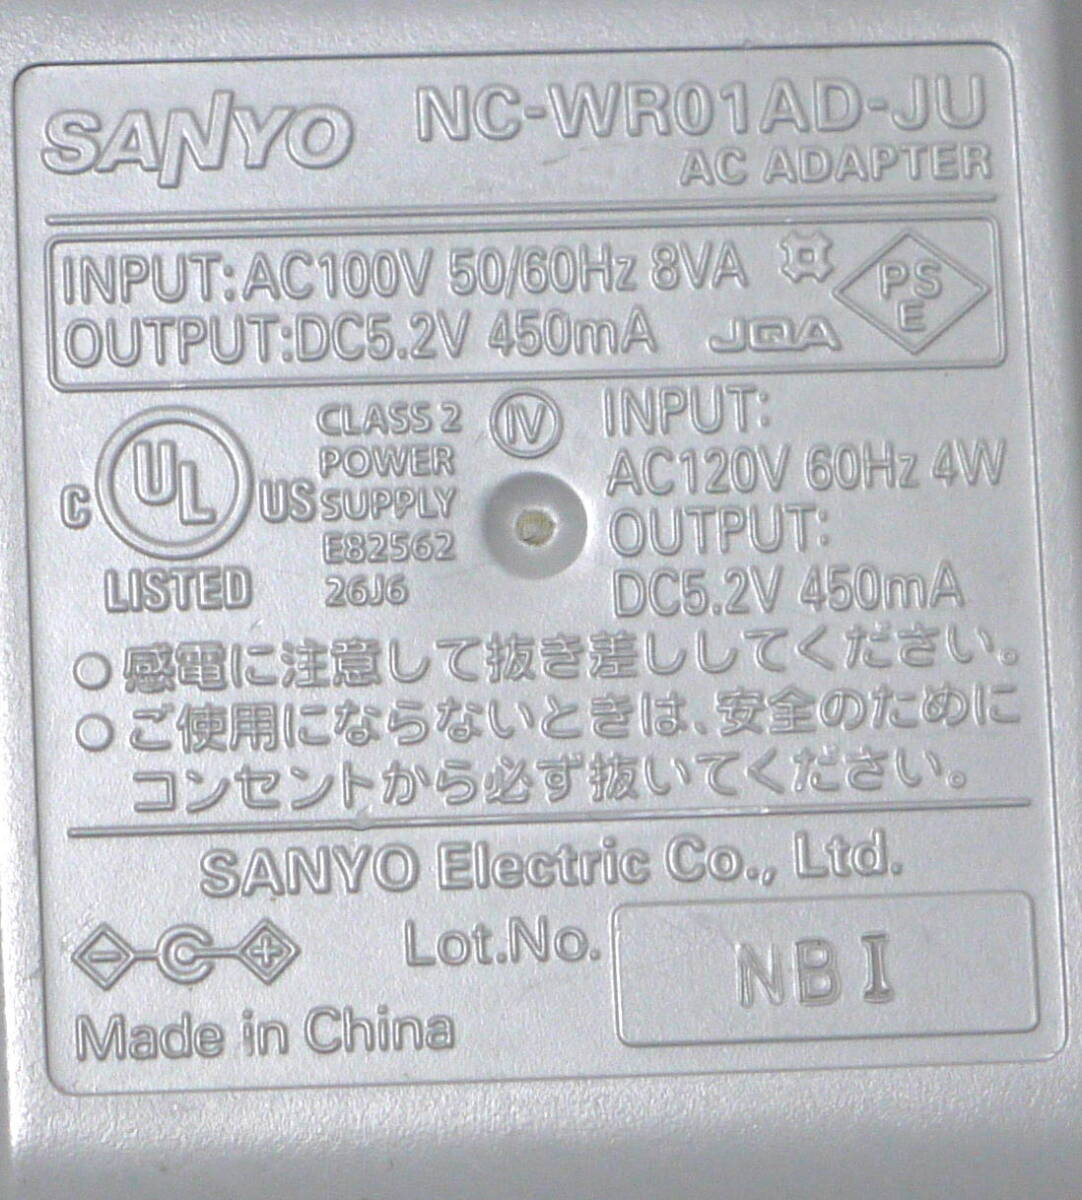 SANYO NC-WR01AD-JU
AC ADAPTER
INPUT:AC100V 50/60Hz 8VA
OUTPUT:DC5.2V 450mA
JQA
PS
E
C UL US
LISTED
CLASS 2
POWER
SUPPLY
E82562
26J6
IV
INPUT:
AC120V 60Hz 4W
OUTPUT:
DC5.2V 450mA
○ 感電に注意して抜き差ししてください。
○ ご使用にならないときは、安全のために
コンセントから必ず抜いてください。
SANYO Electric Co., Ltd.
Lot.No. NB I
Made in China